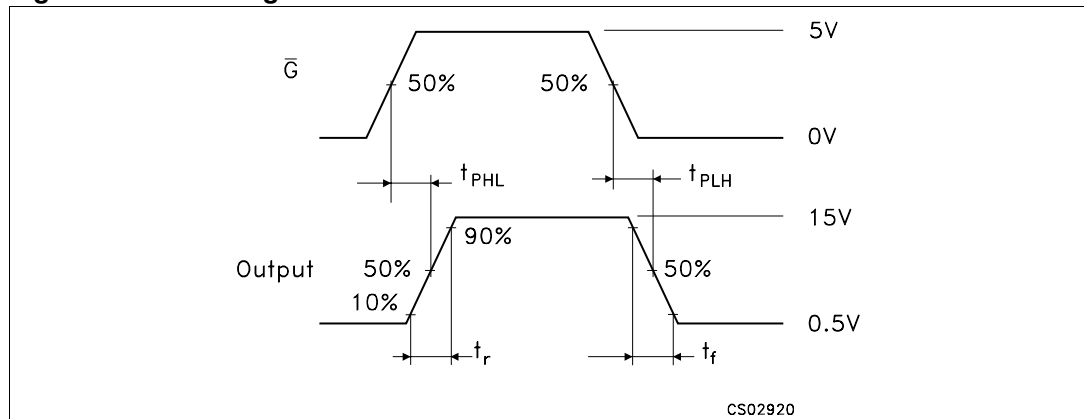 5V
G̅
50%
50%
0V
tPHL
tPLH
15V
90%
Output
50%
50%
10%
0.5V
tr
tf
CS02920